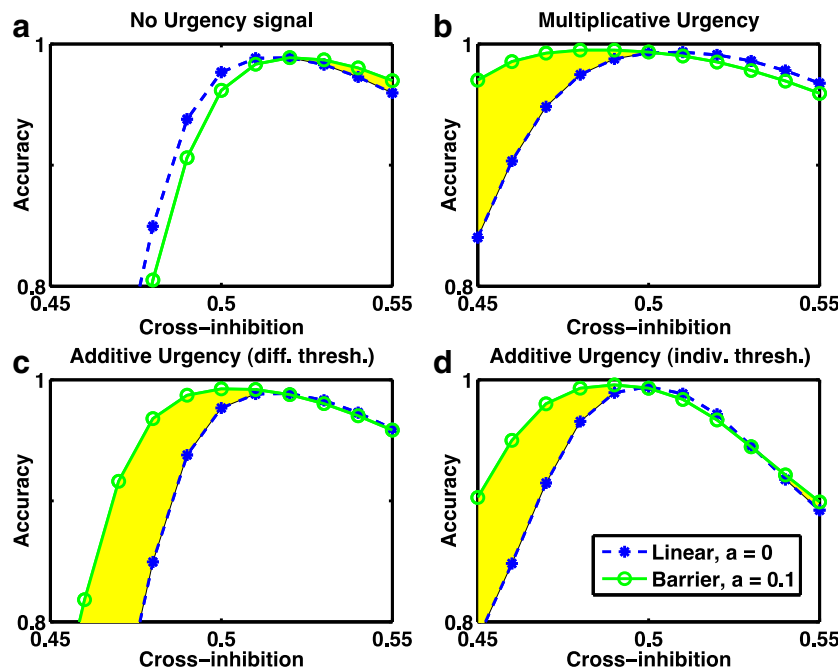 a
No Urgency signal
1
Accuracy
0.8
0.45
0.5
0.55
Cross−inhibition
b
Multiplicative Urgency
1
Accuracy
0.8
0.45
0.5
0.55
Cross−inhibition
c
Additive Urgency (diff. thresh.)
1
Accuracy
0.8
0.45
0.5
0.55
Cross−inhibition
d
Additive Urgency (indiv. thresh.)
1
Accuracy
0.8
0.45
0.5
0.55
Cross−inhibition
Linear, a = 0
Barrier, a = 0.1